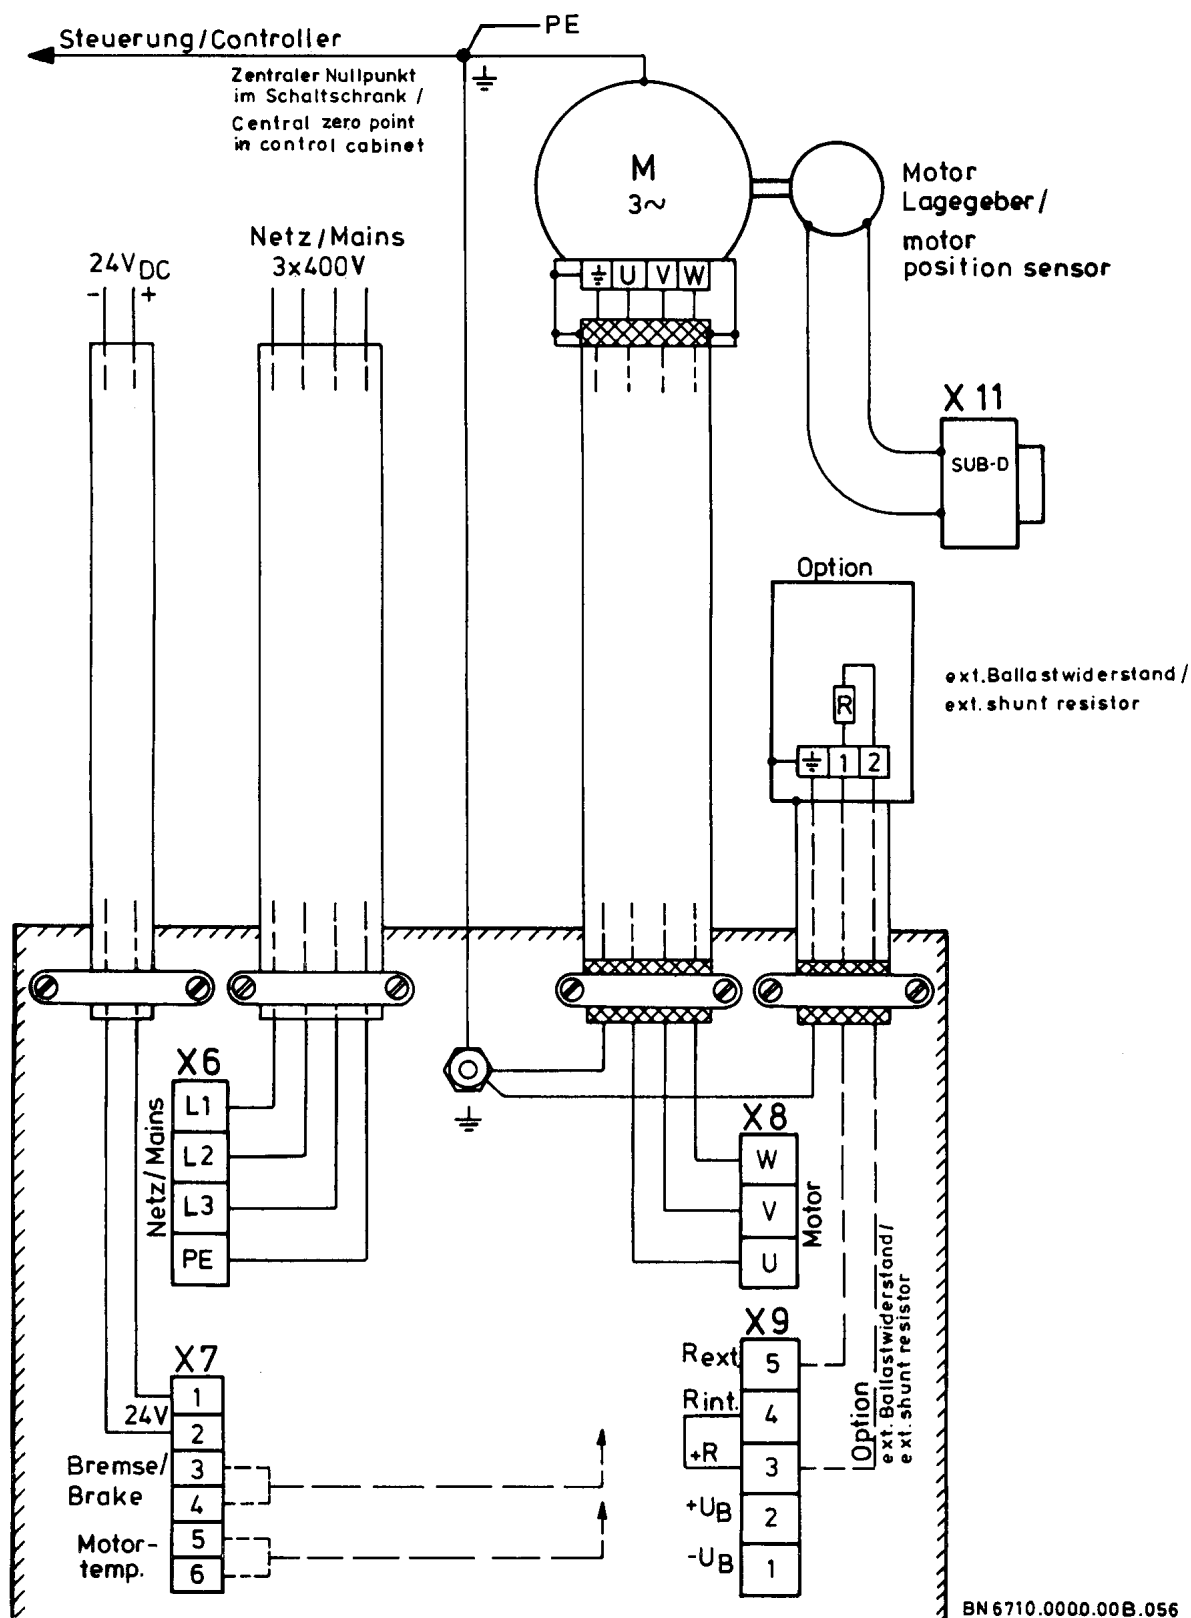 PE
Steuerung/Controller
Zentraler Nullpunkt
im Schaltschrank /
Central zero point
in control cabinet
M
3~
Motor
Lagegeber/
motor
position sensor
Netz/Mains
3x400V
24VDC
- +
U V W
X 11
SUB-D
Option
ext.Ballastwiderstand/
ext.shunt resistor
R
1 2
X6
Netz/Mains
L1
L2
L3
PE
X8
W
V
U
Motor
X9
Rext. 5
Rint. 4
+R 3
+UB 2
-UB 1
Option
ext.Ballastwiderstand/
ext.shunt resistor
X7
24V
1
2
Bremse/
Brake
3
4
Motor-
temp.
5
6
BN 6710.0000.00B.056